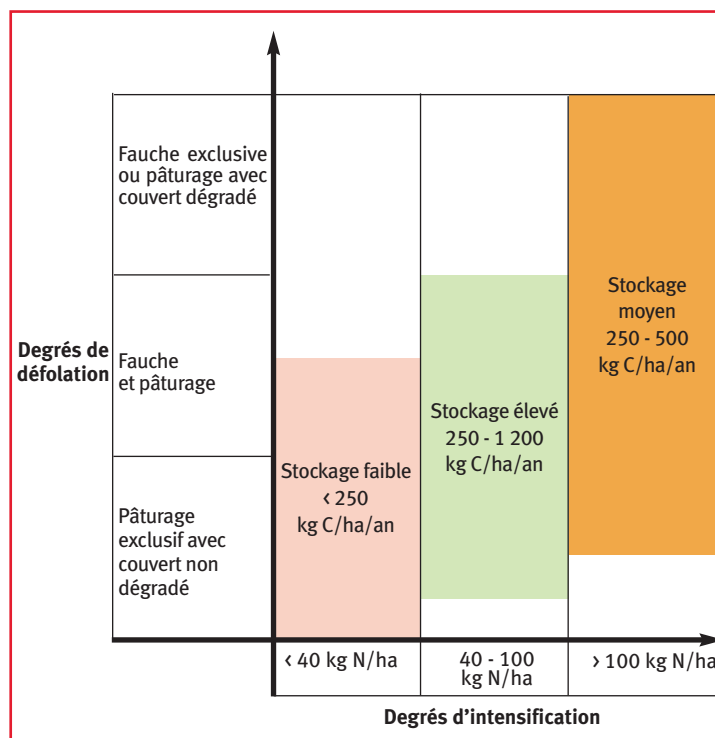 Fauche exclusive
ou pâturage avec
couvert dégradé
Degrés de
défolation
Fauche
et pâturage
Pâturage
exclusif avec
couvert non
dégradé
Stockage faible
< 250
kg C/ha/an
Stockage élevé
250 - 1 200
kg C/ha/an
Stockage
moyen
250 - 500
kg C/ha/an
< 40 kg N/ha
40 - 100
kg N/ha
> 100 kg N/ha
Degrés d'intensification